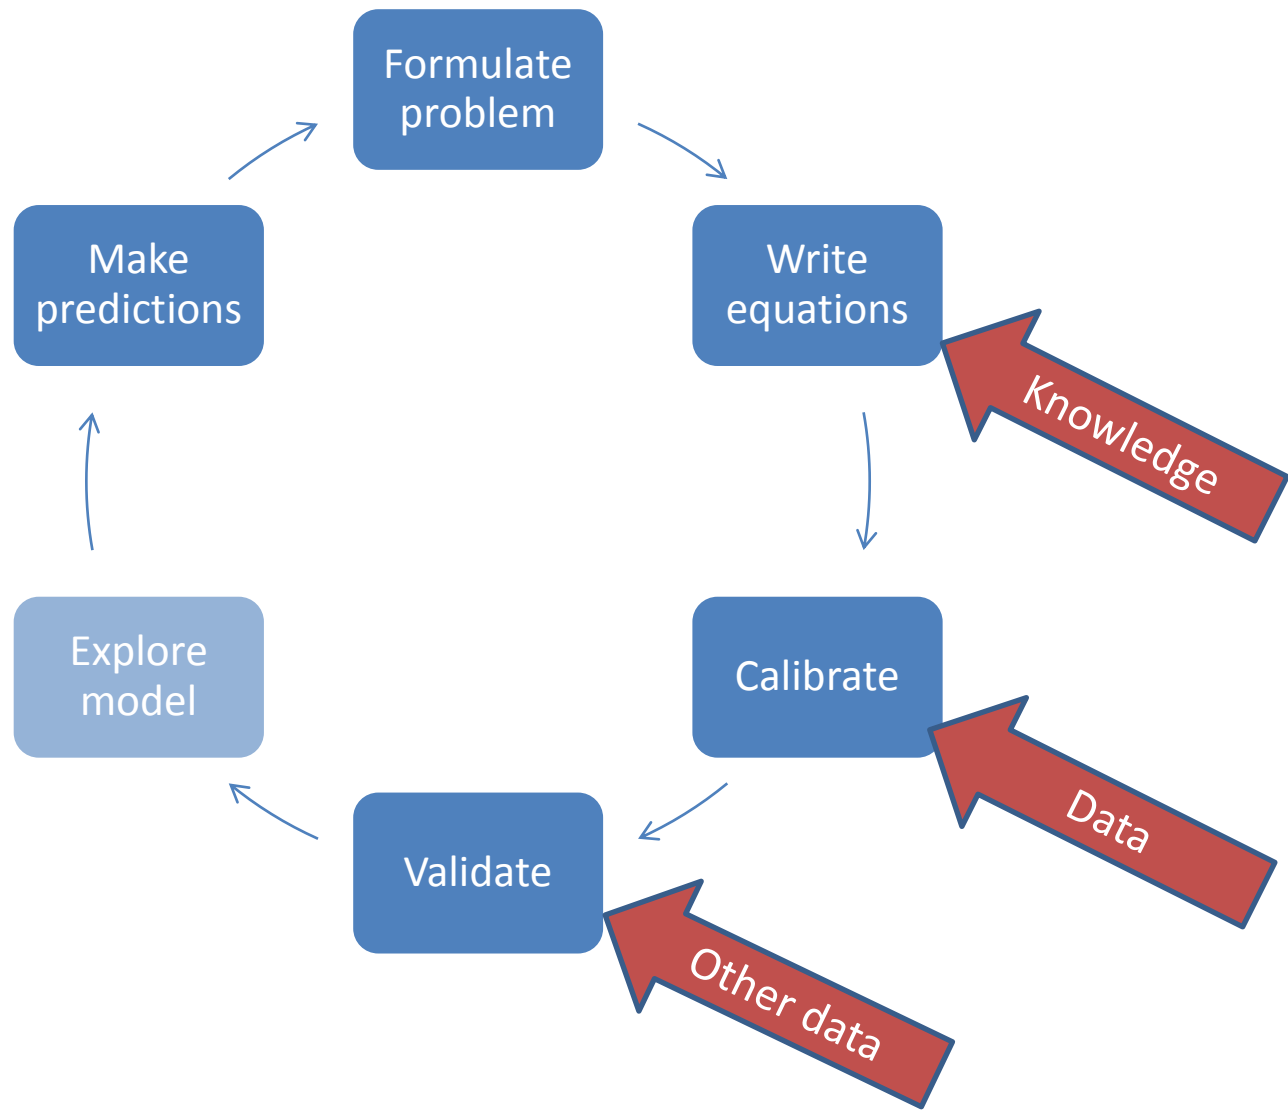 Formulate
problem
Write
equations
Knowledge
Calibrate
Data
Validate
Other data
Explore
model
Make
predictions